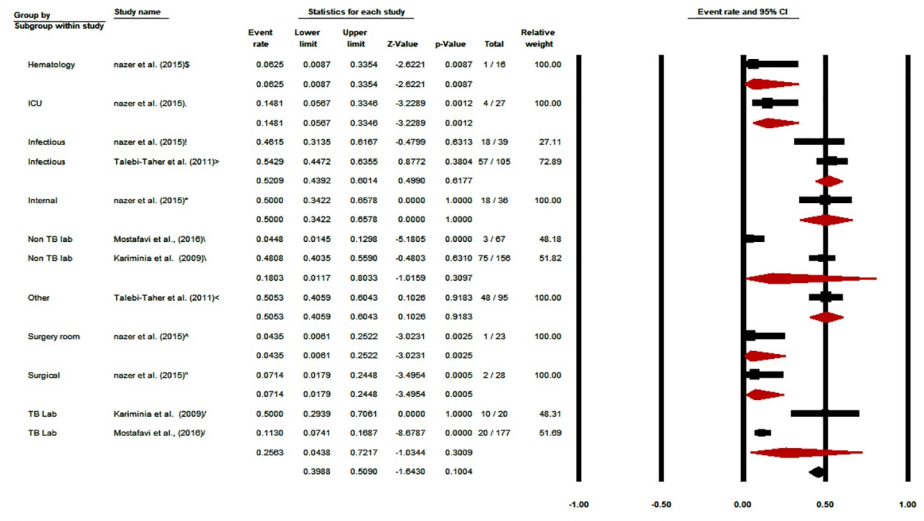 Group by Study name Statistics for each study Event rate and 95% CI
Subgroup within study
Event Lower Upper Relative
rate limit limit Z-Value p-Value Total weight
Hematology nazer et al. (2015)$ 0.0625 0.0087 0.3354 -2.6221 0.0087 1 / 16 100.00
0.0625 0.0087 0.3354 -2.6221 0.0087
ICU nazer et al. (2015). 0.1481 0.0567 0.3346 -3.2289 0.0012 4 / 27 100.00
0.1481 0.0567 0.3346 -3.2289 0.0012
Infectious nazer et al. (2015)! 0.4615 0.3135 0.6167 -0.4799 0.6313 18 / 39 27.11
Infectious Talebi-Taher et al. (2011)> 0.5429 0.4472 0.6355 0.8772 0.3804 57 / 105 72.89
0.5209 0.4392 0.6014 0.4990 0.6177
Internal nazer et al. (2015)* 0.5000 0.3422 0.6578 0.0000 1.0000 18 / 36 100.00
0.5000 0.3422 0.6578 0.0000 1.0000
Non TB lab Mostafavi et al., (2016)\ 0.0448 0.0145 0.1298 -5.1805 0.0000 3 / 67 48.18
Non TB lab Kariminia et al. (2009)\ 0.4808 0.4035 0.5590 -0.4803 0.6310 75 / 156 51.82
0.1803 0.0117 0.8033 -1.0159 0.3097
Other Talebi-Taher et al. (2011)< 0.5053 0.4059 0.6043 0.1026 0.9183 48 / 95 100.00
0.5053 0.4059 0.6043 0.1026 0.9183
Surgery room nazer et al. (2015)^ 0.0435 0.0061 0.2522 -3.0231 0.0025 1 / 23 100.00
0.0435 0.0061 0.2522 -3.0231 0.0025
Surgical nazer et al. (2015)" 0.0714 0.0179 0.2448 -3.4954 0.0005 2 / 28 100.00
0.0714 0.0179 0.2448 -3.4954 0.0005
TB Lab Kariminia et al. (2009)/ 0.5000 0.2939 0.7061 0.0000 1.0000 10 / 20 48.31
TB Lab Mostafavi et al., (2016)/ 0.1130 0.0741 0.1687 -8.6787 0.0000 20 / 177 51.69
0.2563 0.0438 0.7217 -1.0344 0.3009
0.3988 0.5090 -1.6430 0.1004
-1.00 -0.50 0.00 0.50 1.00